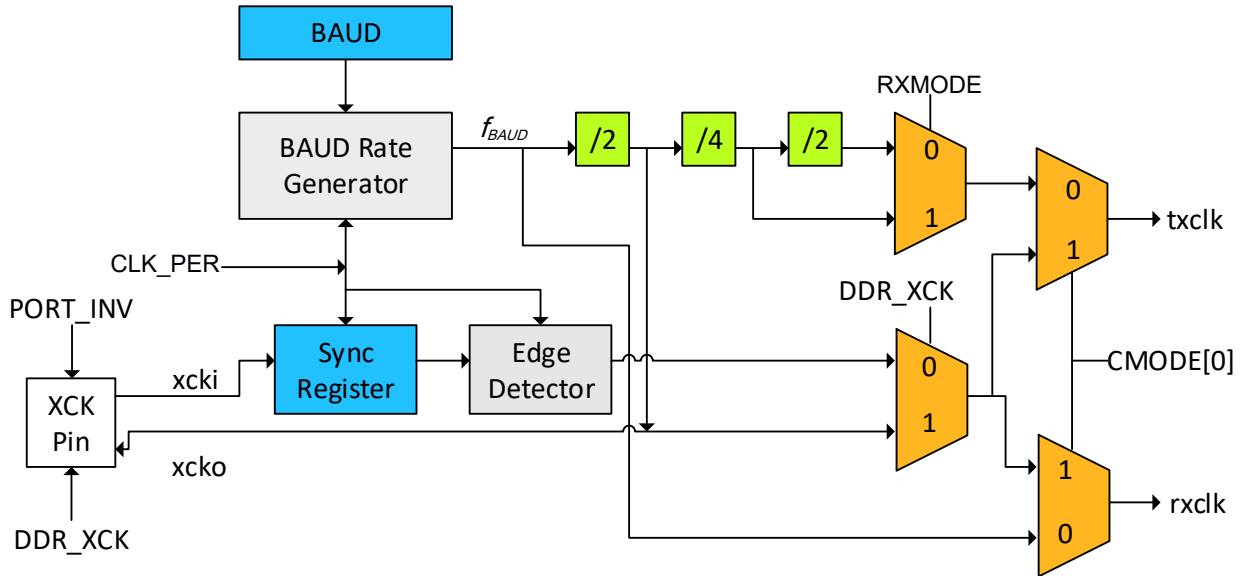 BAUD
RXMODE
BAUD Rate
Generator
fBAUD
/2
/4
/2
0
1
0
1
txclk
CLK_PER
PORT_INV
DDR_XCK
Sync
Register
Edge
Detector
0
1
CMODE[0]
xcki
XCK
Pin
xcko
1
0
rxclk
DDR_XCK